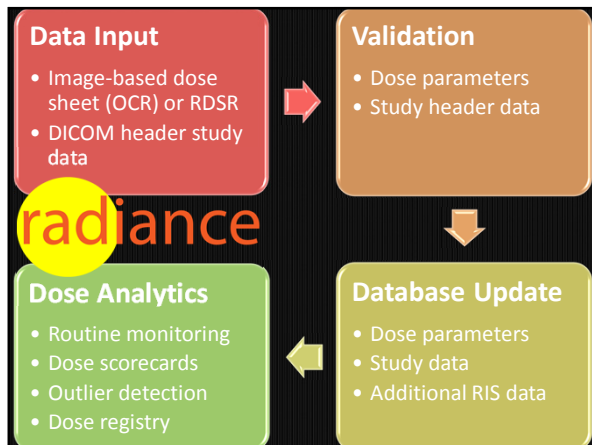 Data Input
• Image-based dose
sheet (OCR) or RDSR
• DICOM header study
data
Validation
• Dose parameters
• Study header data
radiance
Dose Analytics
• Routine monitoring
• Dose scorecards
• Outlier detection
• Dose registry
Database Update
• Dose parameters
• Study data
• Additional RIS data